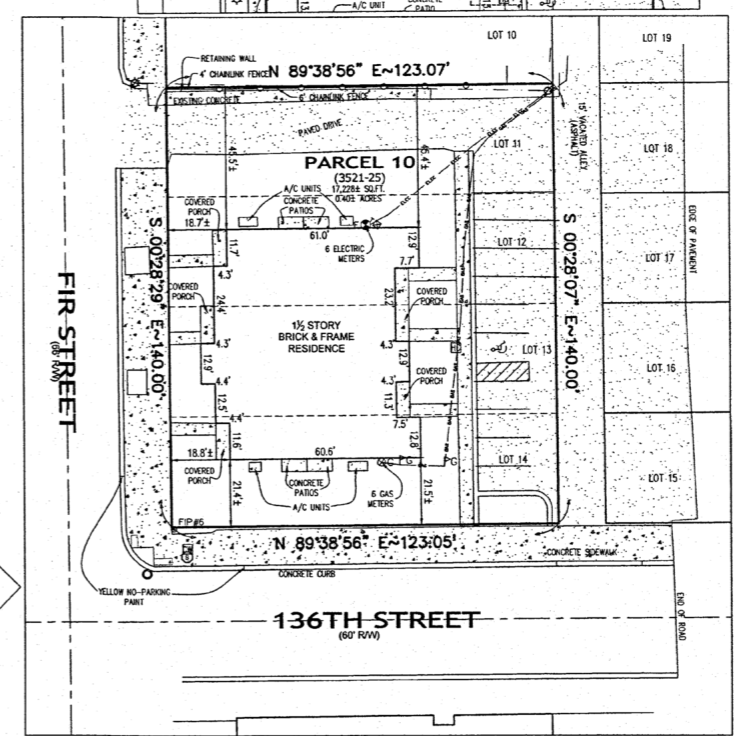 A/C UNIT
CONCRETE
PATIO
LOT 10
LOT 19
RETAINING WALL
4' CHAINLINK FENCE
N 89°38'56" E~123.07'
EXISTING CONCRETE
6' CHAINLINK FENCE
PAVED DRIVE
15' VACATED ALLEY
(ASPHALT)
LOT 11
LOT 18
45.5'±
45.4'±
PARCEL 10
(3521-25)
17,228± SQ.FT.
0.40± ACRES
A/C UNITS
CONCRETE
PATIOS
COVERED
PORCH
18.7'±
61.0'
11.7'
12.9'
6 ELECTRIC
METERS
4.3'
7.7'
LOT 12
LOT 17
EDGE OF PAVEMENT
S 00°28'29" E~140.00'
S 00°28'07" E~140.00'
FIR STREET
(60' R/W)
COVERED
PORCH
24.4'
23.2'
COVERED
PORCH
1½ STORY
BRICK & FRAME
RESIDENCE
4.3'
4.3'
LOT 13
12.9'
12.9'
LOT 16
4.4'
4.3'
COVERED
PORCH
12.5'
11.3'
4.4'
7.5'
11.6'
12.8'
18.8'±
60.6'
LOT 14
LOT 15
COVERED
PORCH
CONCRETE
PATIOS
A/C UNITS
6 GAS
METERS
21.4'±
21.5'±
FIP#5
N 89°38'56" E~123.05'
CONCRETE SIDEWALK
CONCRETE CURB
YELLOW NO-PARKING
PAINT
136TH STREET
(60' R/W)
END OF ROAD